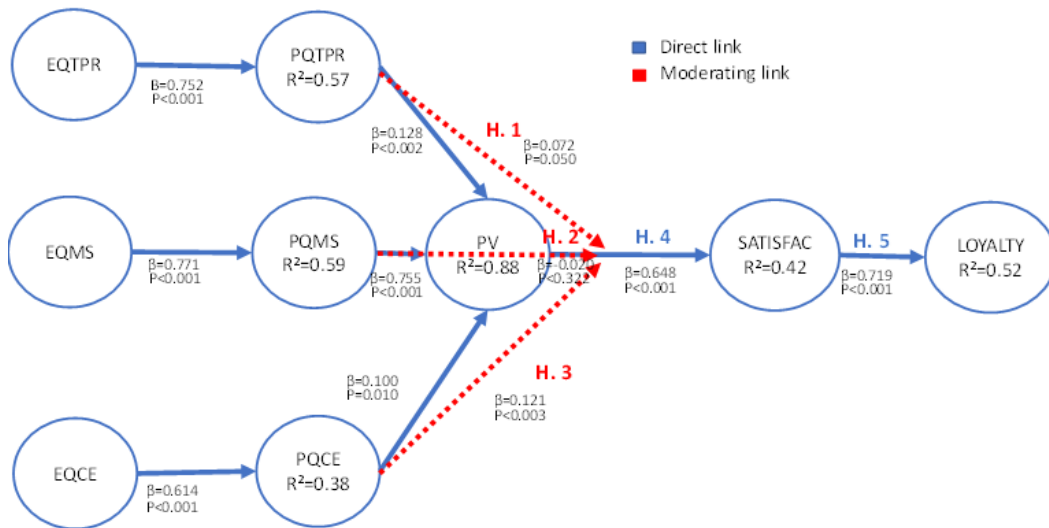 Direct link
Moderating link
EQTPR
B=0.752
P<0.001
PQTPR
R²=0.57
β=0.128
P<0.002
H. 1
β=0.072
P=0.050
EQMS
β=0.771
P<0.001
PQMS
R²=0.59
β=0.755
P<0.001
PV
R²=0.88
H. 2
β=-0.020
P<0.322
H. 4
β=0.648
P<0.001
SATISFAC
R²=0.42
H. 5
β=0.719
P<0.001
LOYALTY
R²=0.52
β=0.100
P=0.010
H. 3
β=0.121
P<0.003
EQCE
β=0.614
P<0.001
PQCE
R²=0.38